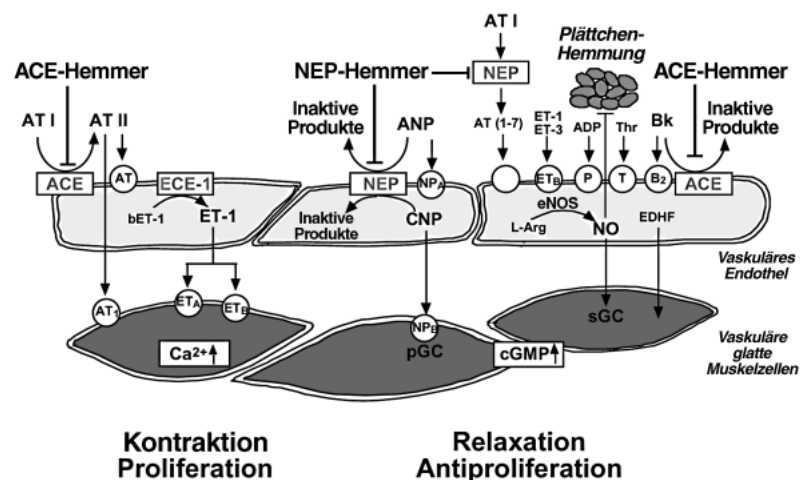 AT I
Plättchen-
Hemmung
ACE-Hemmer
NEP-Hemmer
NEP
ACE-Hemmer
AT I
AT II
Inaktive
Produkte
ANP
AT (1-7)
ET-1
ET-3
ADP
Thr
Bk
Inaktive
Produkte
ACE
AT
ECE-1
NEP
NPA
ETB
P
T
B2
ACE
bET-1
ET-1
Inaktive
Produkte
CNP
eNOS
L-Arg
NO
EDHF
Vaskuläres
Endothel
AT1
ETA
ETB
Ca2+
NPB
pGC
cGMP
sGC
Vaskuläre
glatte
Muskelzellen
Kontraktion
Proliferation
Relaxation
Antiproliferation